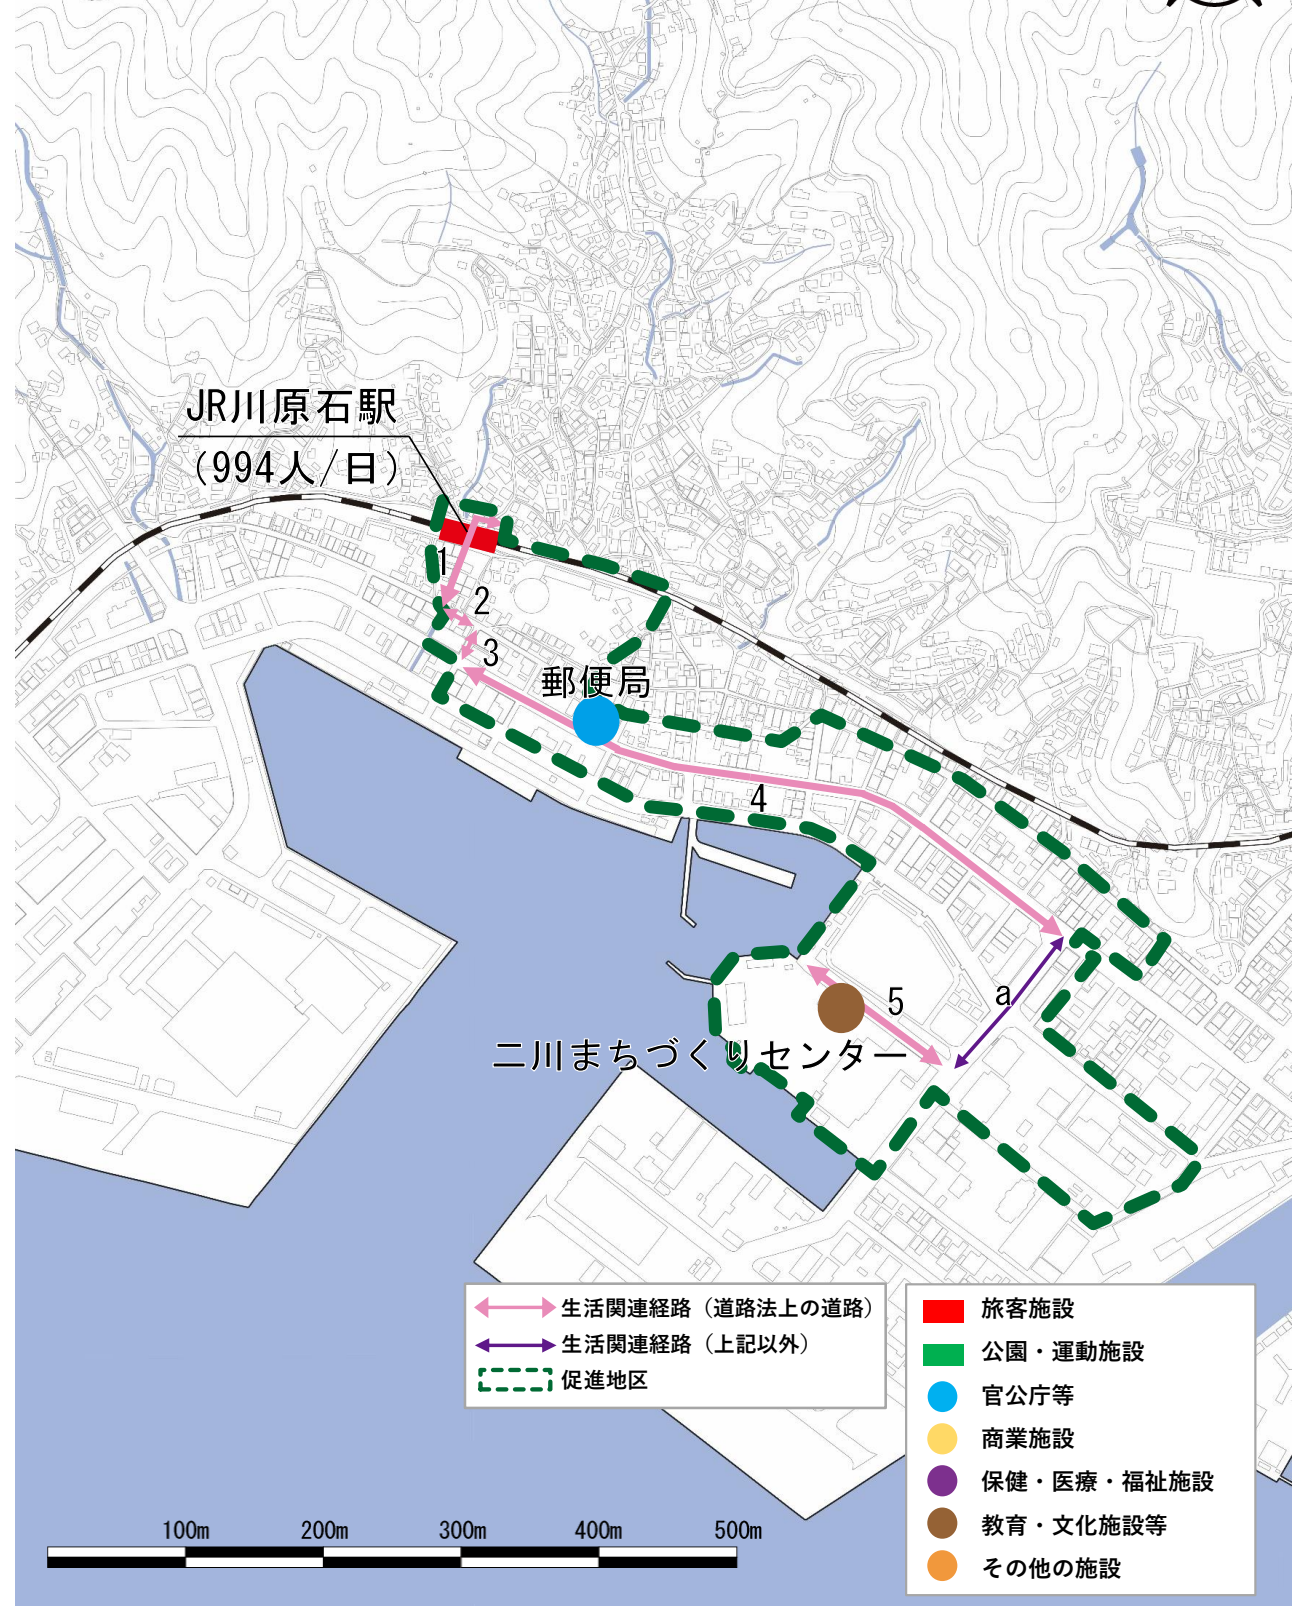 JR川原石駅
（994人/日）
1
2
3
郵便局
4
5
a
二川まちづくりセンター
生活関連経路（道路法上の道路）
生活関連経路（上記以外）
促進地区
旅客施設
公園・運動施設
官公庁等
商業施設
保健・医療・福祉施設
教育・文化施設等
その他の施設
100m 200m 300m 400m 500m